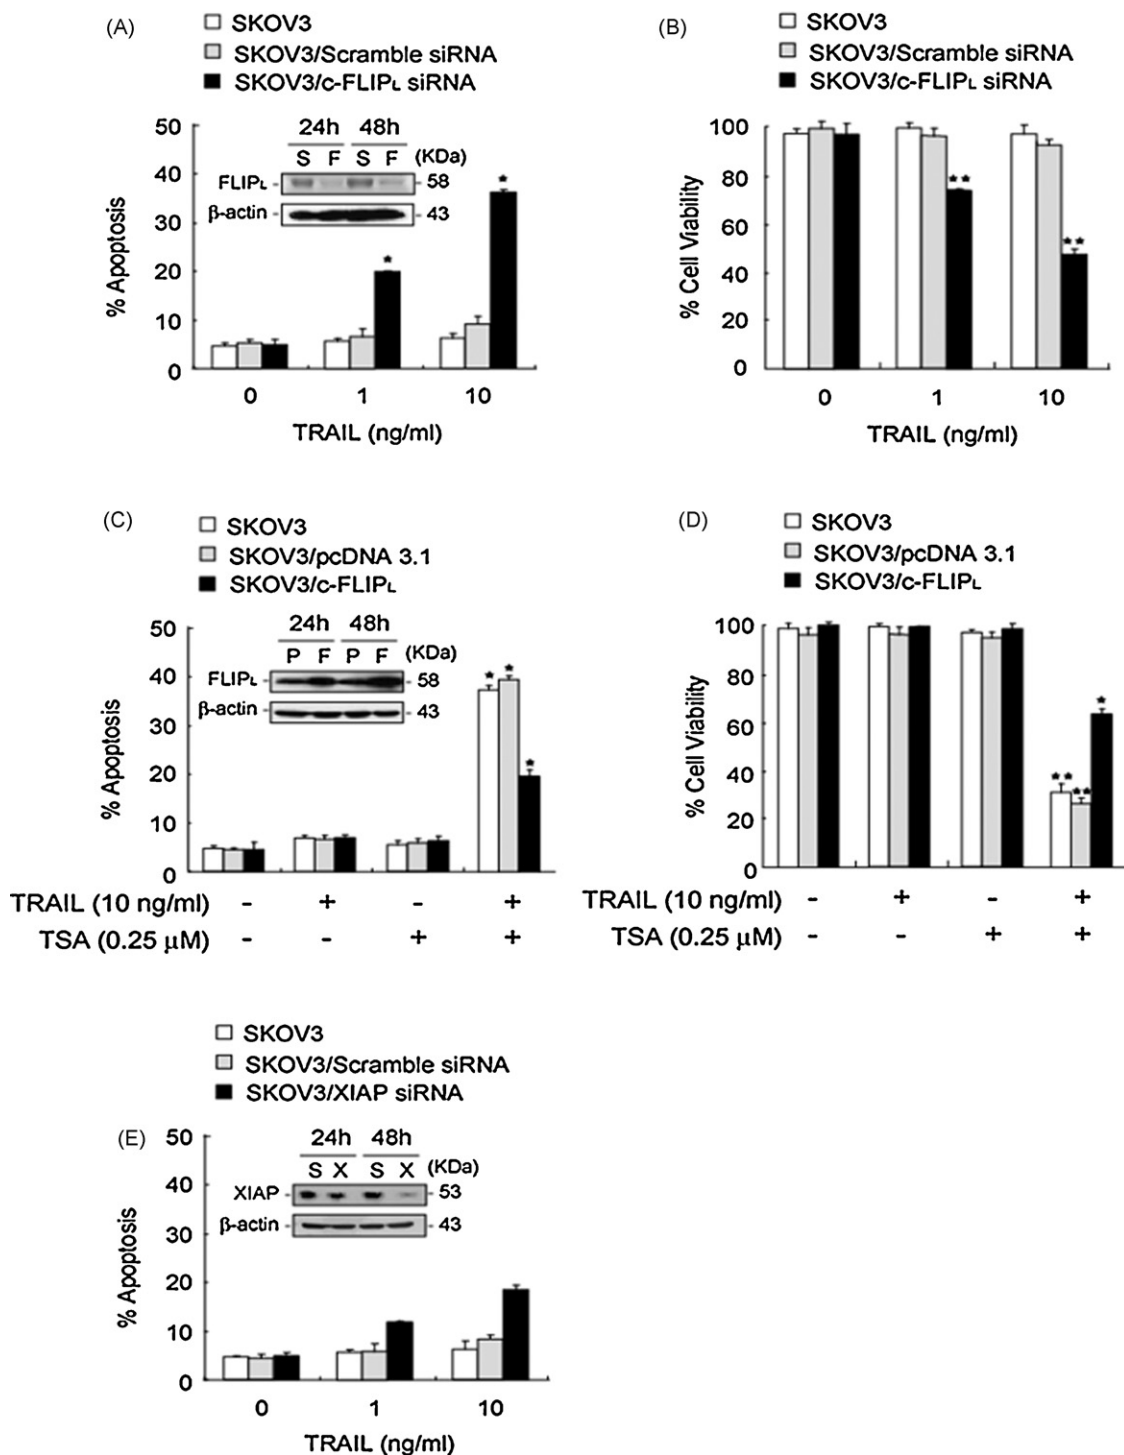 (A)
SKOV3
SKOV3/Scramble siRNA
SKOV3/c-FLIPL siRNA
50
40
30
20
10
0
% Apoptosis
24h 48h
S F S F (KDa)
FLIPL - - 58
β-actin - - 43
* *
0 1 10
TRAIL (ng/ml)
(B)
SKOV3
SKOV3/Scramble siRNA
SKOV3/c-FLIPL siRNA
100
80
60
40
20
0
% Cell Viability
** **
0 1 10
TRAIL (ng/ml)
(C)
SKOV3
SKOV3/pcDNA 3.1
SKOV3/c-FLIPL
50
40
30
20
10
0
% Apoptosis
24h 48h
P F P F (KDa)
FLIPL - - 58
β-actin - - 43
* * *
TRAIL (10 ng/ml) - + - +
TSA (0.25 μM) - - + +
(D)
SKOV3
SKOV3/pcDNA 3.1
SKOV3/c-FLIPL
100
80
60
40
20
0
% Cell Viability
** ** *
TRAIL (10 ng/ml) - + - +
TSA (0.25 μM) - - + +
(E)
SKOV3
SKOV3/Scramble siRNA
SKOV3/XIAP siRNA
50
40
30
20
10
0
% Apoptosis
24h 48h
S X S X (KDa)
XIAP - - 53
β-actin - - 43
0 1 10
TRAIL (ng/ml)